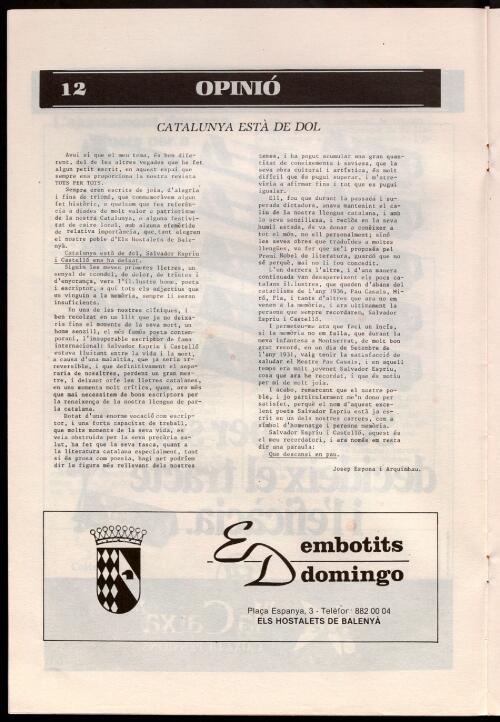 12
OPINIÓ
CATALUNYA ESTÀ DE DOL
Avui sí que el meu tema, és ben dife-
rent, del de les altres vegades que he fet
algun petit escrit, en aquest espai que
sempre ens proporciona la nostra revista
TOTS PER TOTS.
Sempre eren escrits de joia, d'alegria
i fins de triomf, que commemoràven algun
fet històric, o quelsom que fes referèn-
cia a diades de molt valor o patriotisme
de la nostra Catalunya, o alguna festivi-
tat de caire local, amb alguna efemèride
de relativa importància, que, tant alegren
el nostre poble d'Els Hostalets de Bale-
nyà.
Catalunya està de dol, Salvador Espriu
i Castelló ens ha deixat.
Siguin les meves primeres lletres, un
senyal de condol, de dolor, de tristor i
d'enyorança, vers l'il.lustre home, poeta
i escriptor, a qui tots els adjectius que
em vinguin a la memòria, sempre li seran
insuficients.
En una de les nostres clíniques, i
ben recolzat en un llit que ja no deixa-
ria fins el moment de la seva mort, un
home senzill, el més famós poeta contem-
porani, l'insuperable escriptor de fama
internacional: Salvador Espriu i Castelló
estava lluitant entre la vida i la mort,
a causa d'una malaltia, que ja seria ir-
reversible, i que definitivament el sepa-
raria de nosaltres, perdent un gran mes-
tre, i deixant orfe les lletres catalanes,
en uns moments molt crítics, quan ara més
que mai necessitem de bons escriptors per
la renaixença de la nostra llengua de par-
la catalana.
Dotat d'una enorme vocació com escrip-
tor, i una forta capacitat de treball,
que molts moments de la seva vida, es
veia obstruida per la seva precària sa-
lut, ha fet que la seva tasca, quant a
la literatura catalana especialment, tant
si és prosa com poesia, hagi set podríem
dir la figura més rellevant dels nostres
temps, i ha pogut acumular una gran quan-
titat de coneixements i saviesa, que la
seva obra cultural i artística, és molt
difícil que és pugui superar, i m'atre-
viria a afirmar fins i tot que es pugui
igualar.
Ell, fou que durant la passada i su-
perada dictadura, anava mantenint el ca-
liu de la nostra llengua catalana, i amb
la seva senzillesa, i reclòs en la seva
humil estada, és va donar a conèixer a
tot el món, no ell personalment; sinó
les seves obres que traduides a moltes
llengües, va fer que se'l proposés pel
Premi Nobel de literatura, guardó que no
sé perquè, mai no li fou concedit.
L'un darrera l'altre, i d'una manera
continuada van desapareixent els pocs ca-
talans il.lustres, que queden d'abans del
cataclisme de l'any 1936, Pau Casals, Mi-
ró, Pla, i tants d'altres que ara no em
venen a la memòria, i ara ultimament la
persona que sempre recordarem, Salvador
Espriu i Castelló.
I permeteu-me ara que faci un incís,
si la memòria no em falla, que durant la
meva infantesa a Montserrat, de molt bon
grat record, en un dia de Setembre de
l'any 1931, vaig tenir la satisfacció de
saludar el Mestre Pau Casals, i en aquell
temps era molt jovenet Salvador Espriu,
cosa que ara he recordat, i que és motiu
per mi de molt joia.
I acabo, remarcant que el nostre po-
ble, i jo particularment me'n dono per
satisfet, perquè el nom d'aquest excel-
lent poeta Salvador Espriu està ja es-
crit en un dels nostres carrers, com a
símbol d'homenatge i perenne memòria.
Salvador Espriu i Castelló, aquest és
el meu recordatori, i ara només em resta
dir una paraula:
Que descansi en pau.
Josep Espona i Arquimbau.
ED
embotits
domingo
Plaça Espanya, 3 - Telèfor 882 00 04
ELS HOSTALETS DE BALENYÀ